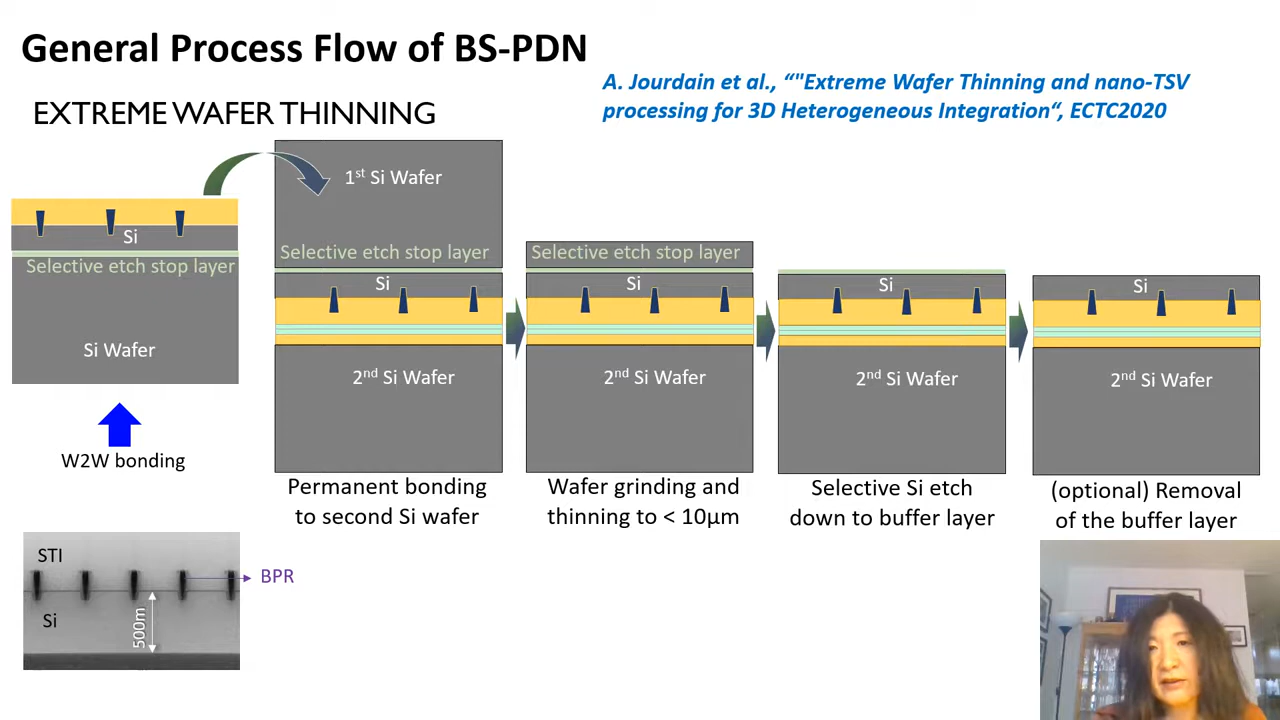 General Process Flow of BS-PDN
A. Jourdain et al., “"Extreme Wafer Thinning and nano-TSV
processing for 3D Heterogeneous Integration“, ECTC2020
EXTREME WAFER THINNING
Si
Selective etch stop layer
Si Wafer
W2W bonding
1st Si Wafer
Selective etch stop layer
Si
2nd Si Wafer
Permanent bonding
to second Si wafer
Selective etch stop layer
Si
2nd Si Wafer
Wafer grinding and
thinning to < 10µm
Si
2nd Si Wafer
Selective Si etch
down to buffer layer
Si
2nd Si Wafer
(optional) Removal
of the buffer layer
STI
BPR
Si
500m